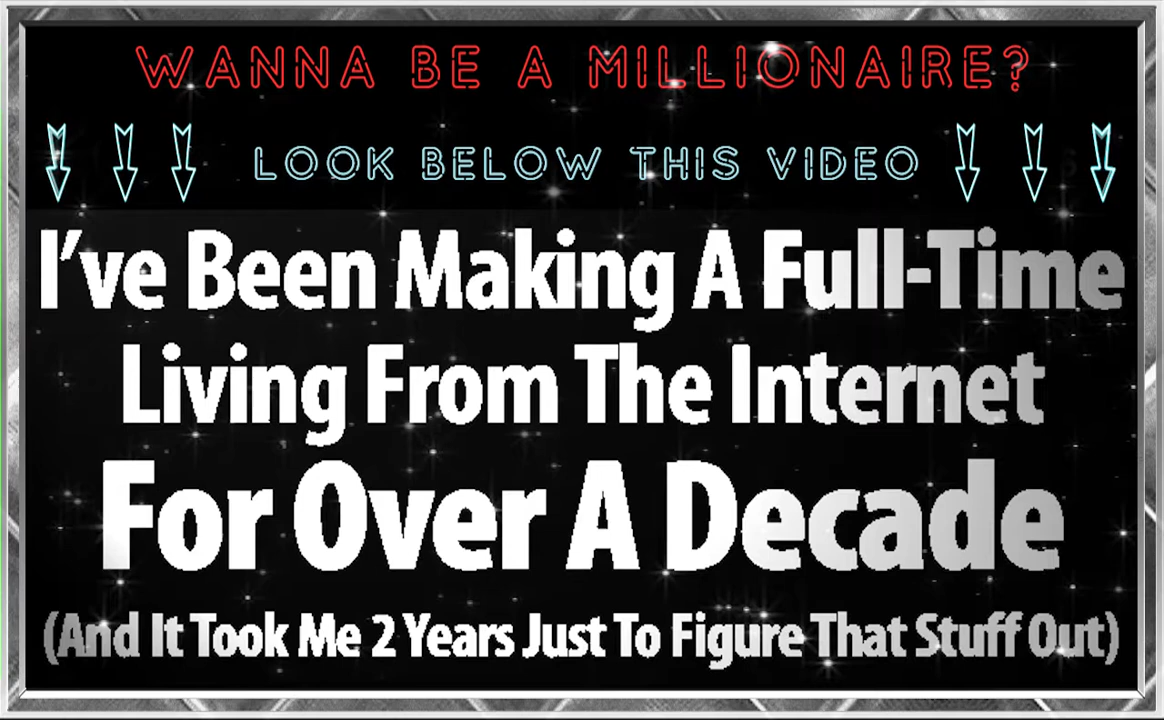 WANNA BE A MILLIONAIRE?
LOOK BELOW THIS VIDEO
I've Been Making A Full-Time
Living From The Internet
For Over A Decade
(And It Took Me 2 Years Just To Figure That Stuff Out)